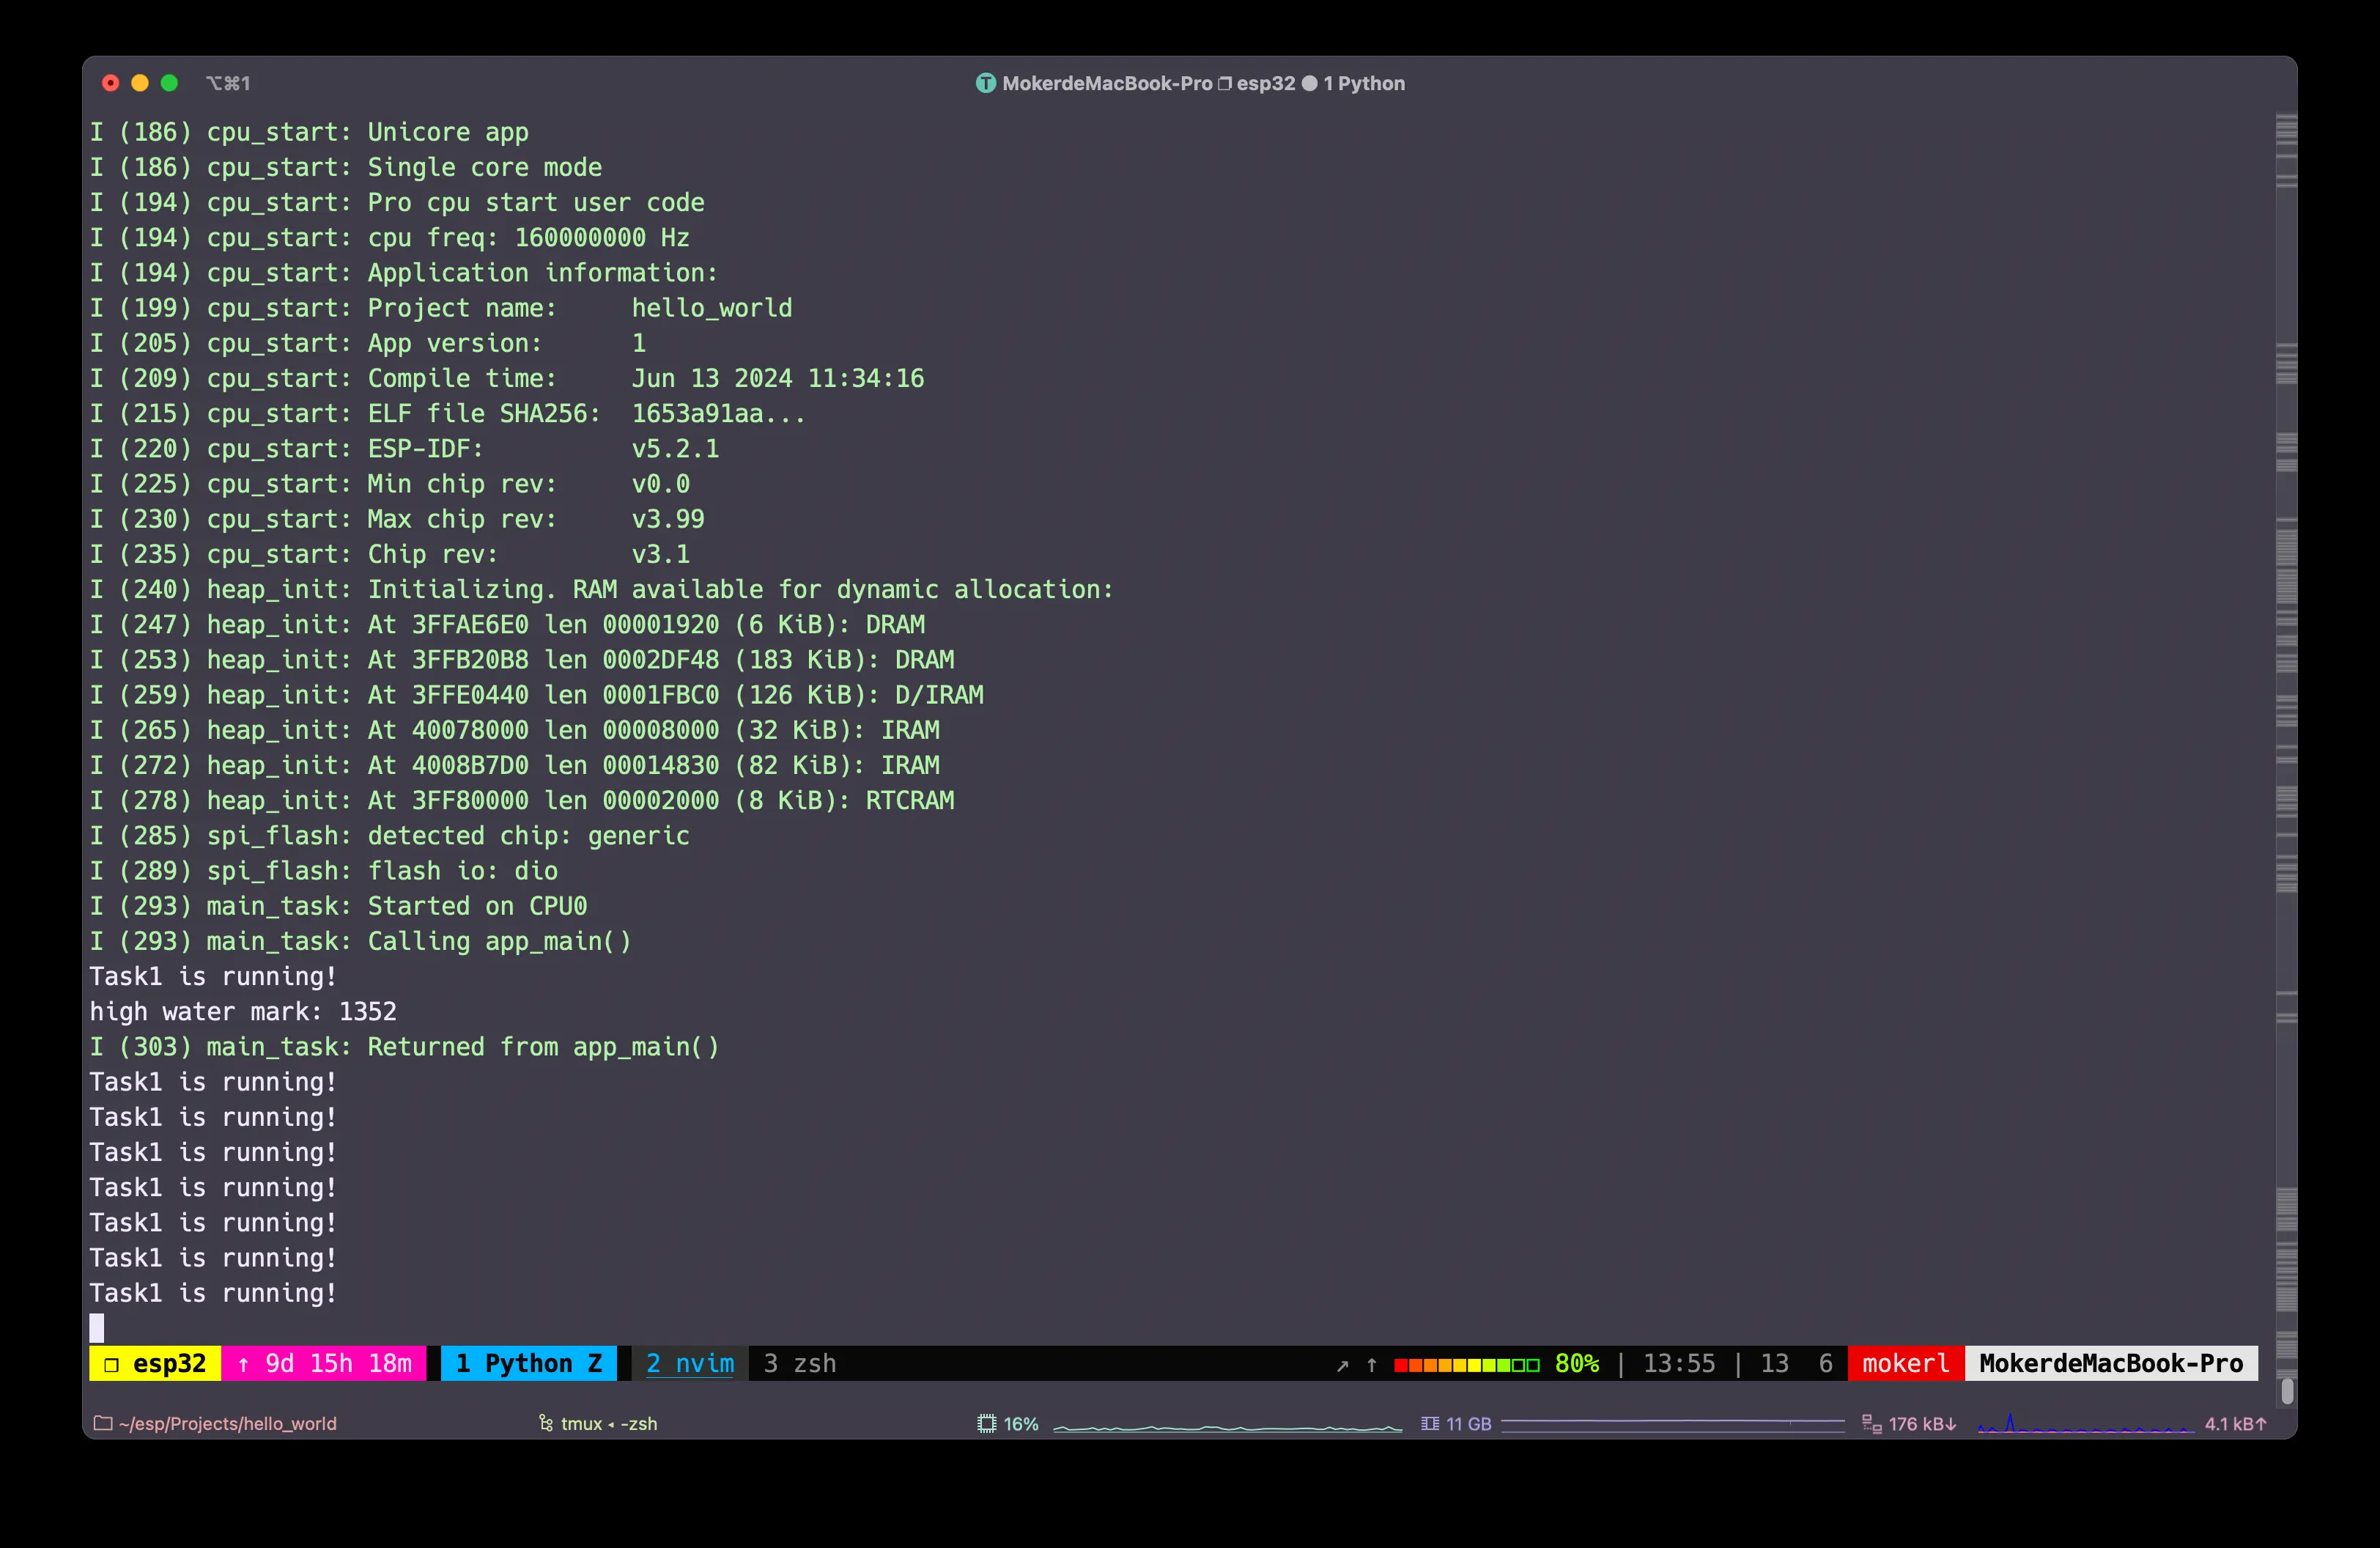 ⌥⌘1
MokerdeMacBook-Pro ❐ esp32 ● 1 Python
I (186) cpu_start: Unicore app
I (186) cpu_start: Single core mode
I (194) cpu_start: Pro cpu start user code
I (194) cpu_start: cpu freq: 160000000 Hz
I (194) cpu_start: Application information:
I (199) cpu_start: Project name:     hello_world
I (205) cpu_start: App version:      1
I (209) cpu_start: Compile time:     Jun 13 2024 11:34:16
I (215) cpu_start: ELF file SHA256:  1653a91aa...
I (220) cpu_start: ESP-IDF:          v5.2.1
I (225) cpu_start: Min chip rev:     v0.0
I (230) cpu_start: Max chip rev:     v3.99
I (235) cpu_start: Chip rev:         v3.1
I (240) heap_init: Initializing. RAM available for dynamic allocation:
I (247) heap_init: At 3FFAE6E0 len 00001920 (6 KiB): DRAM
I (253) heap_init: At 3FFB20B8 len 0002DF48 (183 KiB): DRAM
I (259) heap_init: At 3FFE0440 len 0001FBC0 (126 KiB): D/IRAM
I (265) heap_init: At 40078000 len 00008000 (32 KiB): IRAM
I (272) heap_init: At 4008B7D0 len 00014830 (82 KiB): IRAM
I (278) heap_init: At 3FF80000 len 00002000 (8 KiB): RTCRAM
I (285) spi_flash: detected chip: generic
I (289) spi_flash: flash io: dio
I (293) main_task: Started on CPU0
I (293) main_task: Calling app_main()
Task1 is running!
high water mark: 1352
I (303) main_task: Returned from app_main()
Task1 is running!
Task1 is running!
Task1 is running!
Task1 is running!
Task1 is running!
Task1 is running!
Task1 is running!
❐ esp32 ↑ 9d 15h 18m 1 Python Z 2 nvim 3 zsh ↗ ↑ 80% | 13:55 | 13 6 mokerl MokerdeMacBook-Pro
~/esp/Projects/hello_world tmux ◂ -zsh 16% 11 GB 176 kB↓ 4.1 kB↑